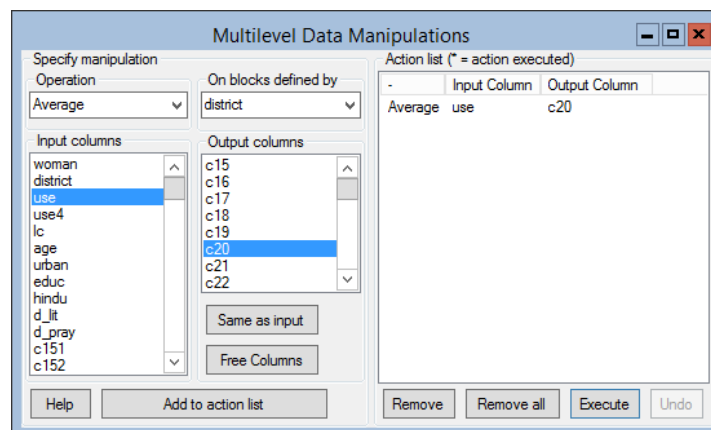 Multilevel Data Manipulations
Specify manipulation
Operation
Average
On blocks defined by
district
Input columns
woman
district
use
use4
lc
age
urban
educ
hindu
d_lit
d_pray
c151
c152
Output columns
c15
c16
c17
c18
c19
c20
c21
c22
Same as input
Free Columns
Help
Add to action list
Action list (* = action executed)
- Input Column Output Column
Average use c20
Remove
Remove all
Execute
Undo